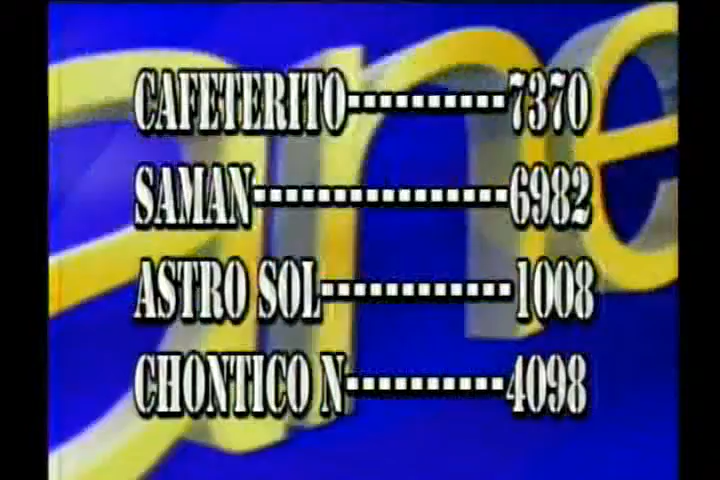 CAFETERITO..........7370
SAMAN................6982
ASTRO SOL............1008
CHONTICO N..........4098